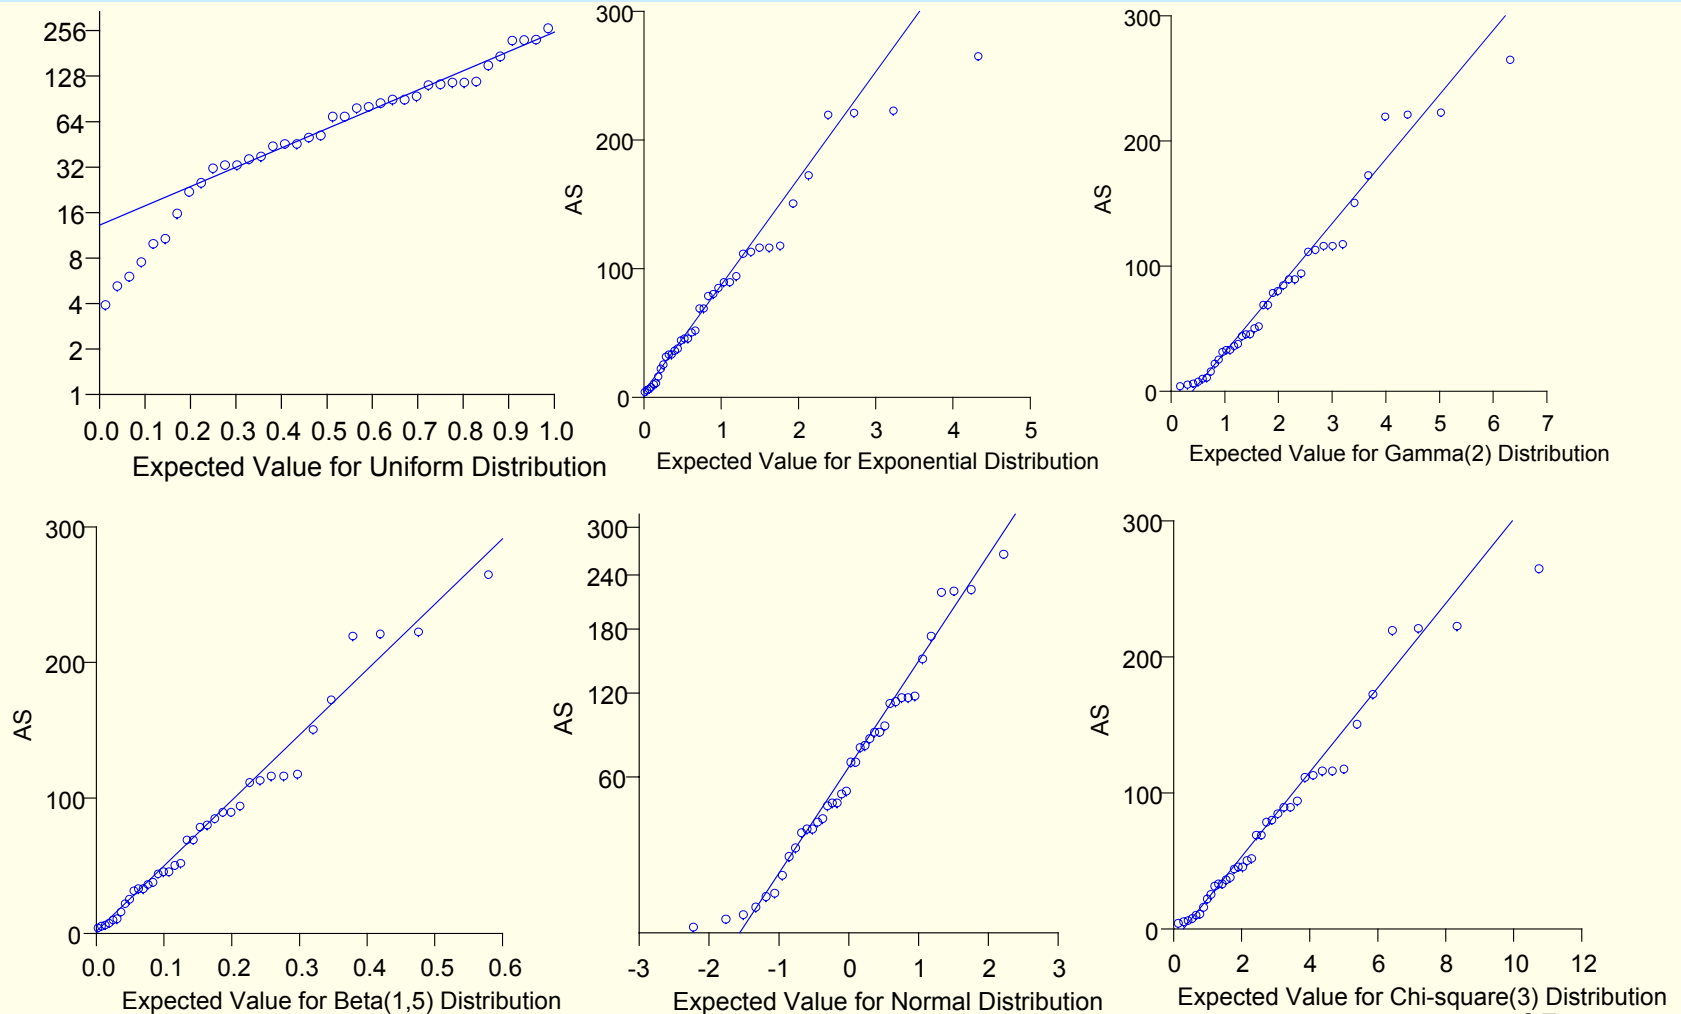 256
128
64
32
16
8
4
2
1
0.0 0.1 0.2 0.3 0.4 0.5 0.6 0.7 0.8 0.9 1.0
Expected Value for Uniform Distribution
300
200
100
0
AS
0 1 2 3 4 5
Expected Value for Exponential Distribution
300
200
100
0
AS
0 1 2 3 4 5 6 7
Expected Value for Gamma(2) Distribution
300
200
100
0
AS
0.0 0.1 0.2 0.3 0.4 0.5 0.6
Expected Value for Beta(1,5) Distribution
300
240
180
120
60
AS
-3 -2 -1 0 1 2 3
Expected Value for Normal Distribution
300
200
100
0
AS
0 2 4 6 8 10 12
Expected Value for Chi-square(3) Distribution